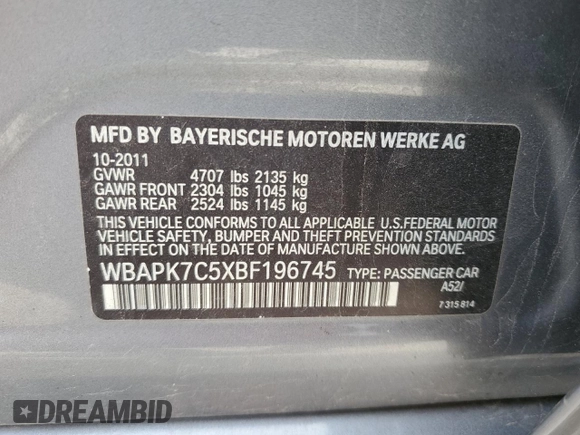 MFD BY BAYERISCHE MOTOREN WERKE AG
10-2011
GVWR 4707 lbs 2135 kg
GAWR FRONT 2304 lbs 1045 kg
GAWR REAR 2524 lbs 1145 kg
THIS VEHICLE CONFORMS TO ALL APPLICABLE U.S.FEDERAL MOTOR
VEHICLE SAFETY, BUMPER AND THEFT PREVENTION STANDARDS
IN EFFECT ON THE DATE OF MANUFACTURE SHOWN ABOVE.
WBAPK7C5XBF196745 TYPE: PASSENGER CAR
A52/
7 315 814
DREAMBID